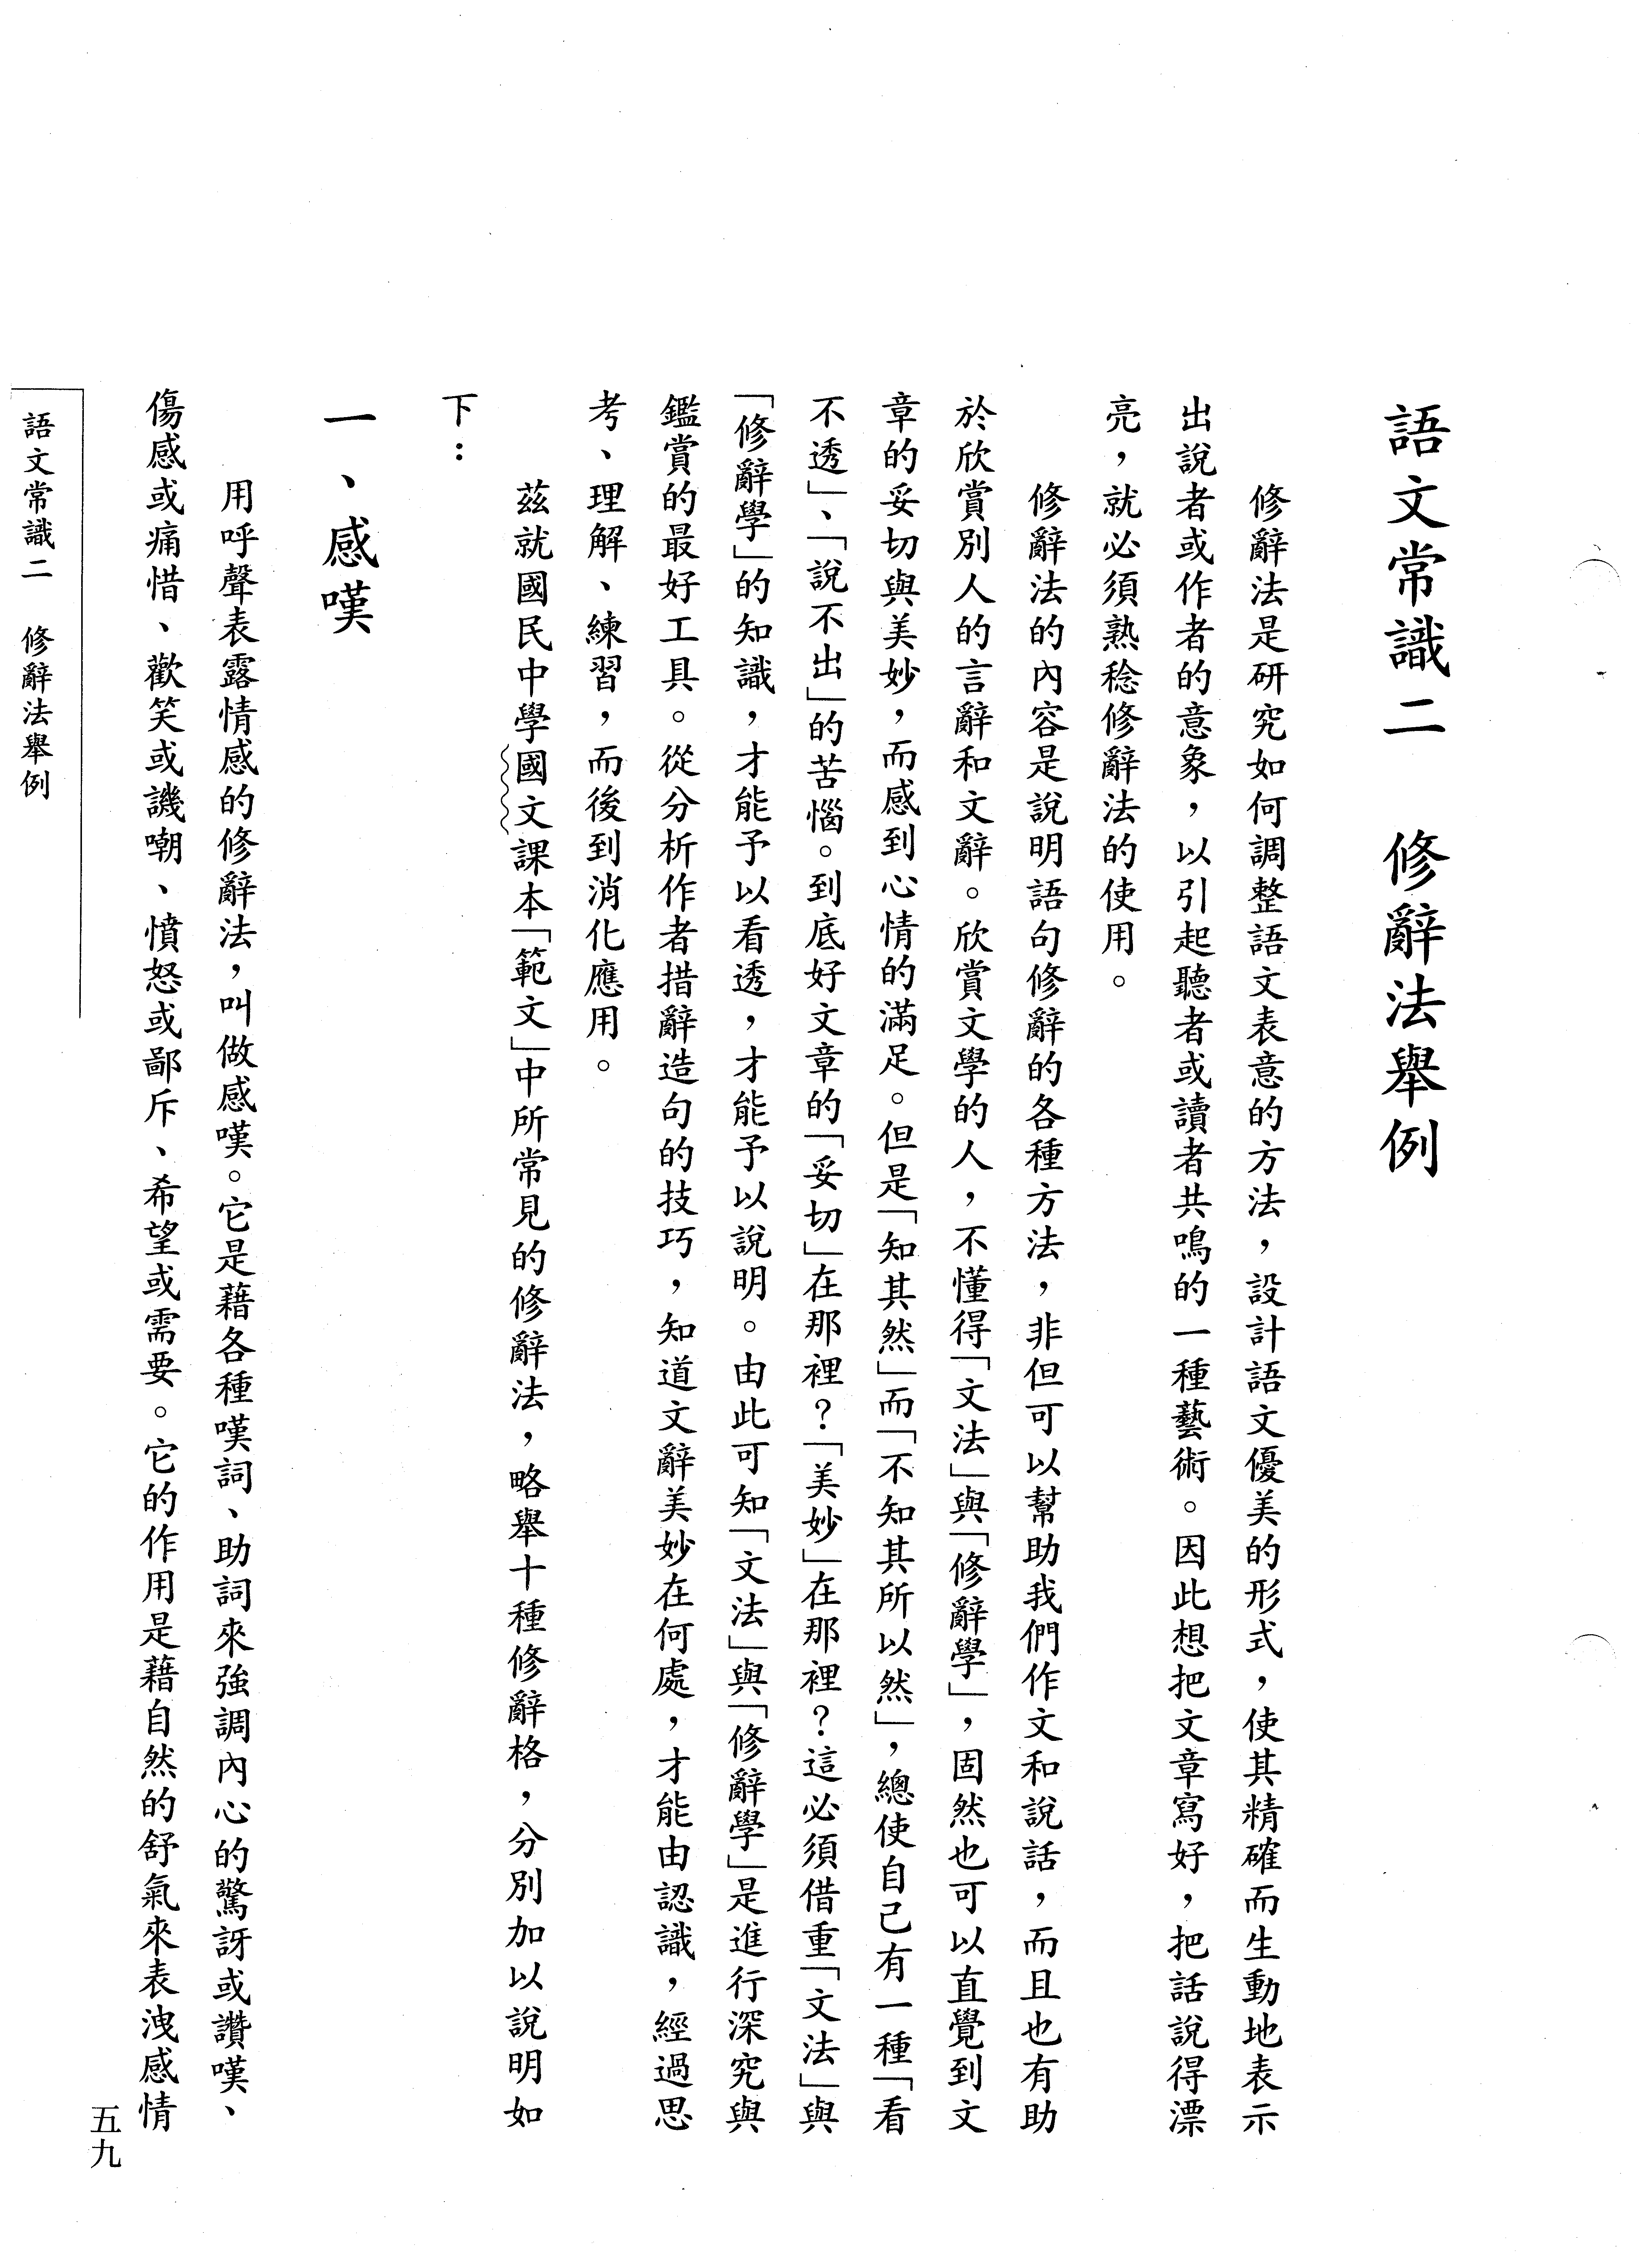 語文常識二　修辭法舉例
修辭法是研究如何調整語文表意的方法，設計語文優美的形式，使其精確而生動地表示
出說者或作者的意象，以引起聽者或讀者共鳴的一種藝術。因此想把文章寫好，把話說得漂
亮，就必須熟稔修辭法的使用。
修辭法的內容是說明語句修辭的各種方法，非但可以幫助我們作文和說話，而且也有助
於欣賞別人的言辭和文辭。欣賞文學的人，不懂得「文法」與「修辭學」，固然也可以直覺到文
章的妥切與美妙，而感到心情的滿足。但是「知其然」而「不知其所以然」，總使自己有一種「看
不透」、「說不出」的苦惱。到底好文章的「妥切」在那裡？「美妙」在那裡？這必須借重「文法」與
「修辭學」的知識，才能予以看透，才能予以說明。由此可知「文法」與「修辭學」是進行深究與
鑑賞的最好工具。從分析作者措辭造句的技巧，知道文辭美妙在何處，才能由認識，經過思
考、理解、練習，而後到消化應用。
茲就國民中學國文課本「範文」中所常見的修辭法，略舉十種修辭格，分別加以說明如
下：
一、感嘆
用呼聲表露情感的修辭法，叫做感嘆。它是藉各種嘆詞、助詞來強調內心的驚訝或讚嘆、
傷感或痛惜、歡笑或譏嘲、憤怒或鄙斥、希望或需要。它的作用是藉自然的舒氣來表洩感情
語文常識二　修辭法舉例
五九